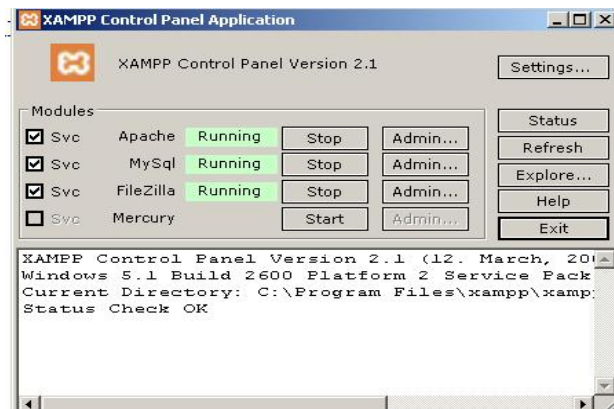 XAMPP Control Panel Application
XAMPP Control Panel Version 2.1
Settings...
Modules
Svc Apache Running Stop Admin...
Svc MySql Running Stop Admin...
Svc FileZilla Running Stop Admin...
Svc Mercury Start Admin...
Status
Refresh
Explore...
Help
Exit
XAMPP Control Panel Version 2.1 (12. March, 20
Windows 5.1 Build 2600 Platform 2 Service Pack
Current Directory: C:\Program Files\xampp\xamp
Status Check OK